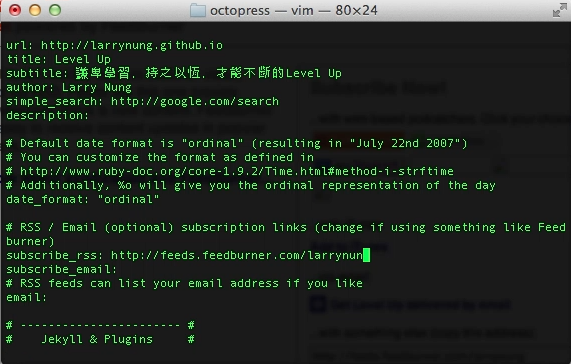 octopress — vim — 80×24
url: http://larrynung.github.io
title: Level Up
subtitle: 謙卑學習，持之以恆，才能不斷的Level Up
author: Larry Nung
simple_search: http://google.com/search
description:
# Default date format is "ordinal" (resulting in "July 22nd 2007")
# You can customize the format as defined in
# http://www.ruby-doc.org/core-1.9.2/Time.html#method-i-strftime
# Additionally, %o will give you the ordinal representation of the day
date_format: "ordinal"
# RSS / Email (optional) subscription links (change if using something like Feed
burner)
subscribe_rss: http://feeds.feedburner.com/larrynun
subscribe_email:
# RSS feeds can list your email address if you like
email:
# ----------------------- #
#    Jekyll & Plugins     #